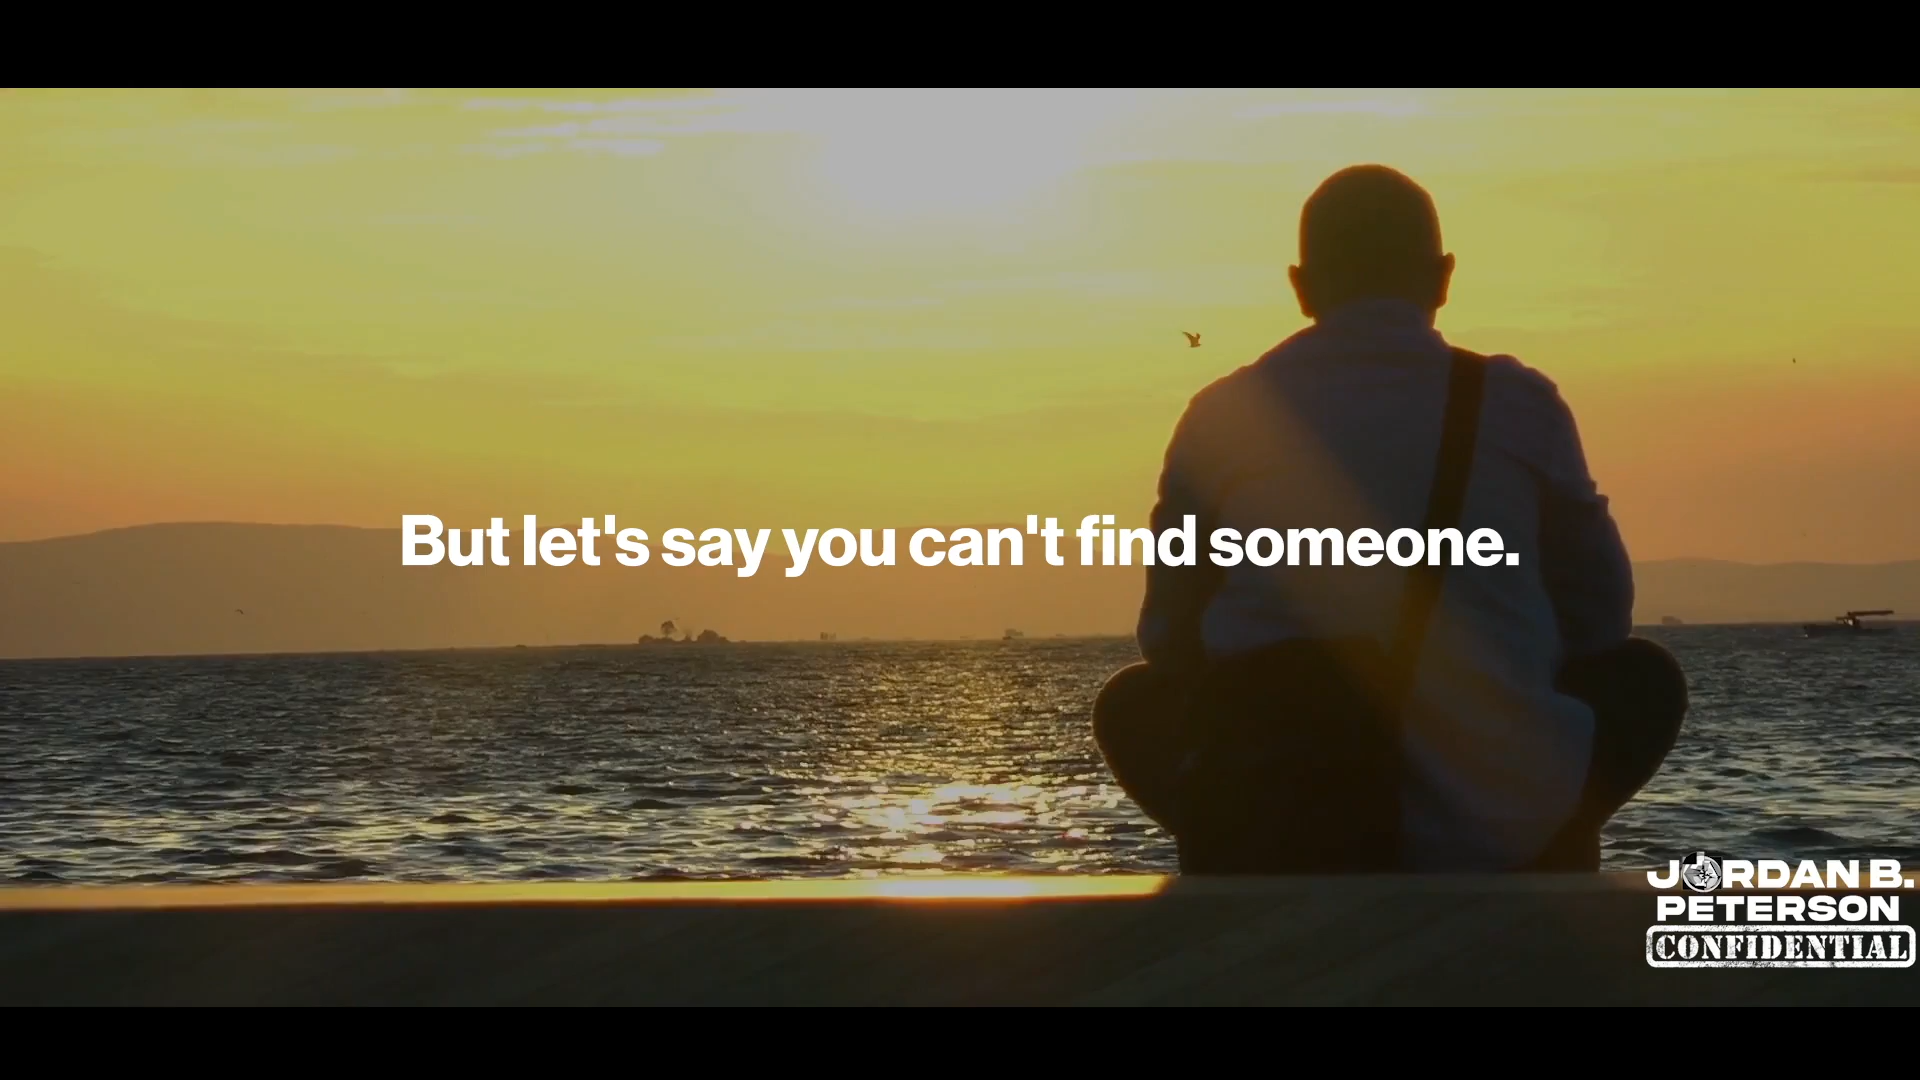 But let's say you can't find someone.
JORDAN B.
PETERSON
CONFIDENTIAL